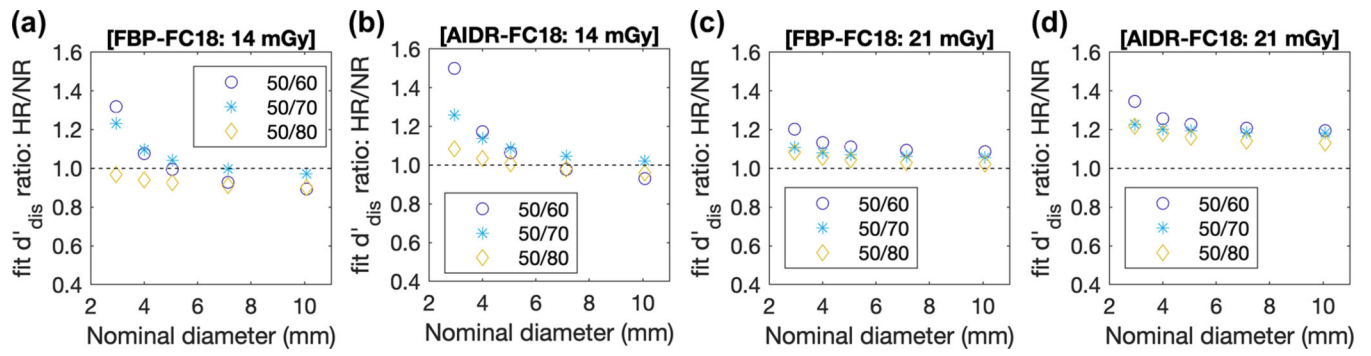 (a)
[FBP-FC18: 14 mGy]
fit d'dis ratio: HR/NR
1.6
1.4
1.2
1.0
0.8
0.6
0.4
50/60
50/70
50/80
2 4 6 8 10
Nominal diameter (mm)
(b)
[AIDR-FC18: 14 mGy]
fit d'dis ratio: HR/NR
1.6
1.4
1.2
1.0
0.8
0.6
0.4
50/60
50/70
50/80
2 4 6 8 10
Nominal diameter (mm)
(c)
[FBP-FC18: 21 mGy]
fit d'dis ratio: HR/NR
1.6
1.4
1.2
1.0
0.8
0.6
0.4
50/60
50/70
50/80
2 4 6 8 10
Nominal diameter (mm)
(d)
[AIDR-FC18: 21 mGy]
fit d'dis ratio: HR/NR
1.6
1.4
1.2
1.0
0.8
0.6
0.4
50/60
50/70
50/80
2 4 6 8 10
Nominal diameter (mm)